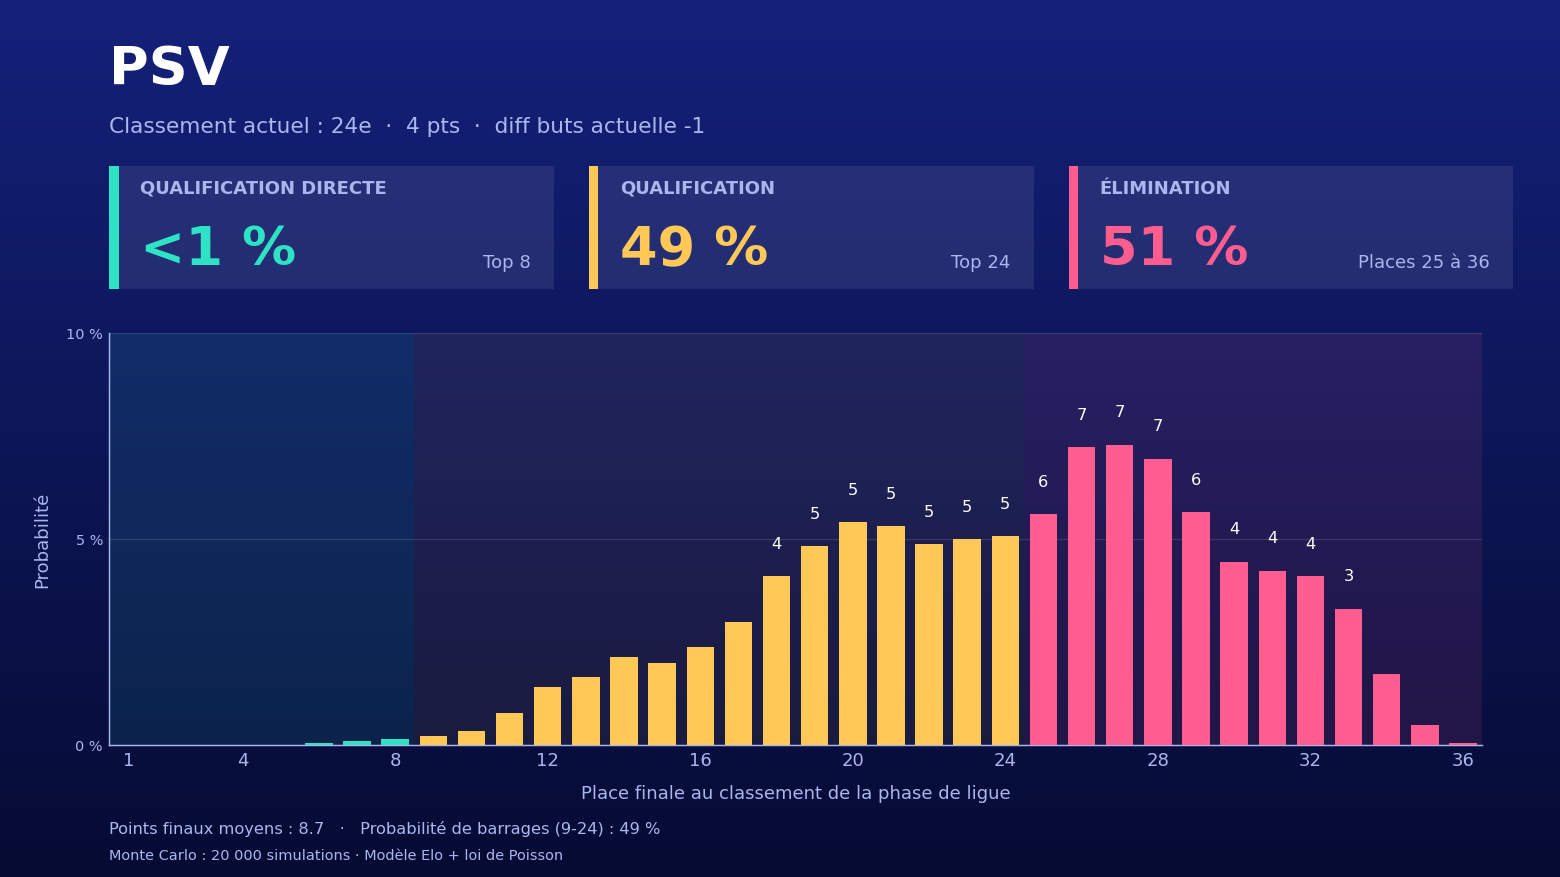 PSV
Classement actuel : 24e · 4 pts · diff buts actuelle -1
QUALIFICATION DIRECTE
<1 %
Top 8
QUALIFICATION
49 %
Top 24
ÉLIMINATION
51 %
Places 25 à 36
10 %
5 %
0 %
Probabilité
4 5 5 5 5 5 5 6 7 7 7 6 4 4 4 3
1 4 8 12 16 20 24 28 32 36
Place finale au classement de la phase de ligue
Points finaux moyens : 8.7 · Probabilité de barrages (9-24) : 49 %
Monte Carlo : 20 000 simulations · Modèle Elo + loi de Poisson